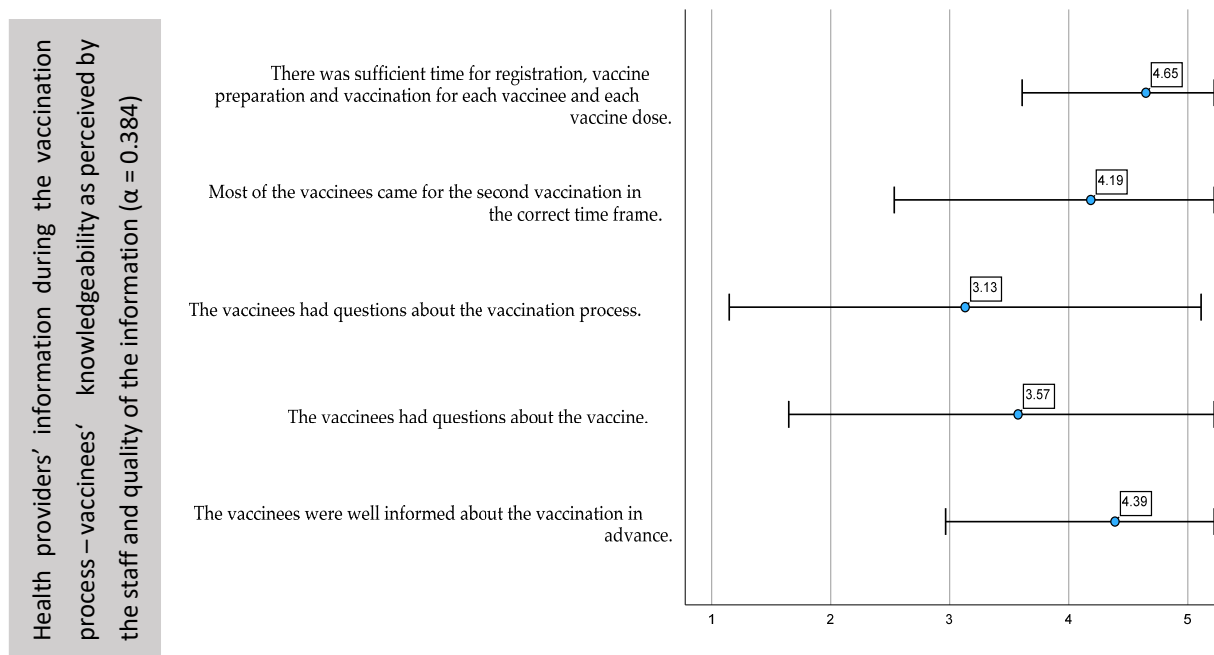 Health providers’ information during the vaccination
process – vaccinees‘ knowledgeability as perceived by
the staff and quality of the information (α = 0.384)
There was sufficient time for registration, vaccine
preparation and vaccination for each vaccinee and each
vaccine dose.
4.65
Most of the vaccinees came for the second vaccination in
the correct time frame.
4.19
The vaccinees had questions about the vaccination process.
3.13
The vaccinees had questions about the vaccine.
3.57
The vaccinees were well informed about the vaccination in
advance.
4.39
1 2 3 4 5